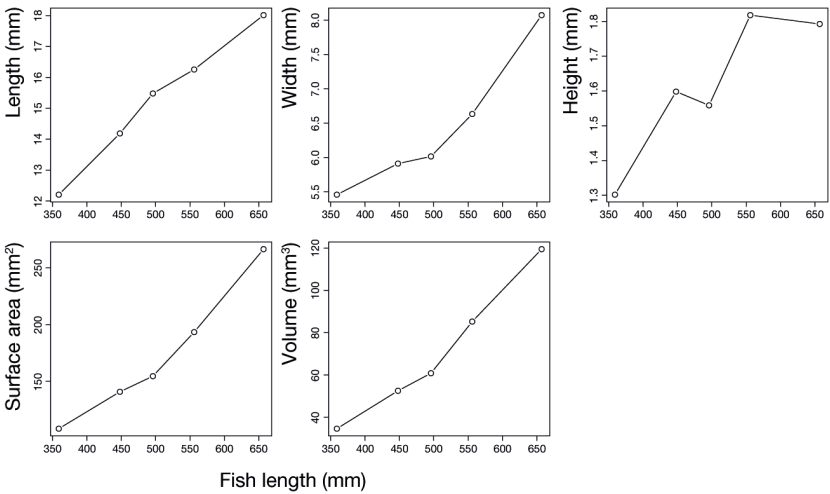 Length (mm)
12 13 14 15 16 17 18
350 400 450 500 550 600 650
Width (mm)
5.5 6.0 6.5 7.0 7.5 8.0
350 400 450 500 550 600 650
Height (mm)
1.3 1.4 1.5 1.6 1.7 1.8
350 400 450 500 550 600 650
Surface area (mm²)
150 200 250
350 400 450 500 550 600 650
Volume (mm³)
40 60 80 100 120
350 400 450 500 550 600 650
Fish length (mm)